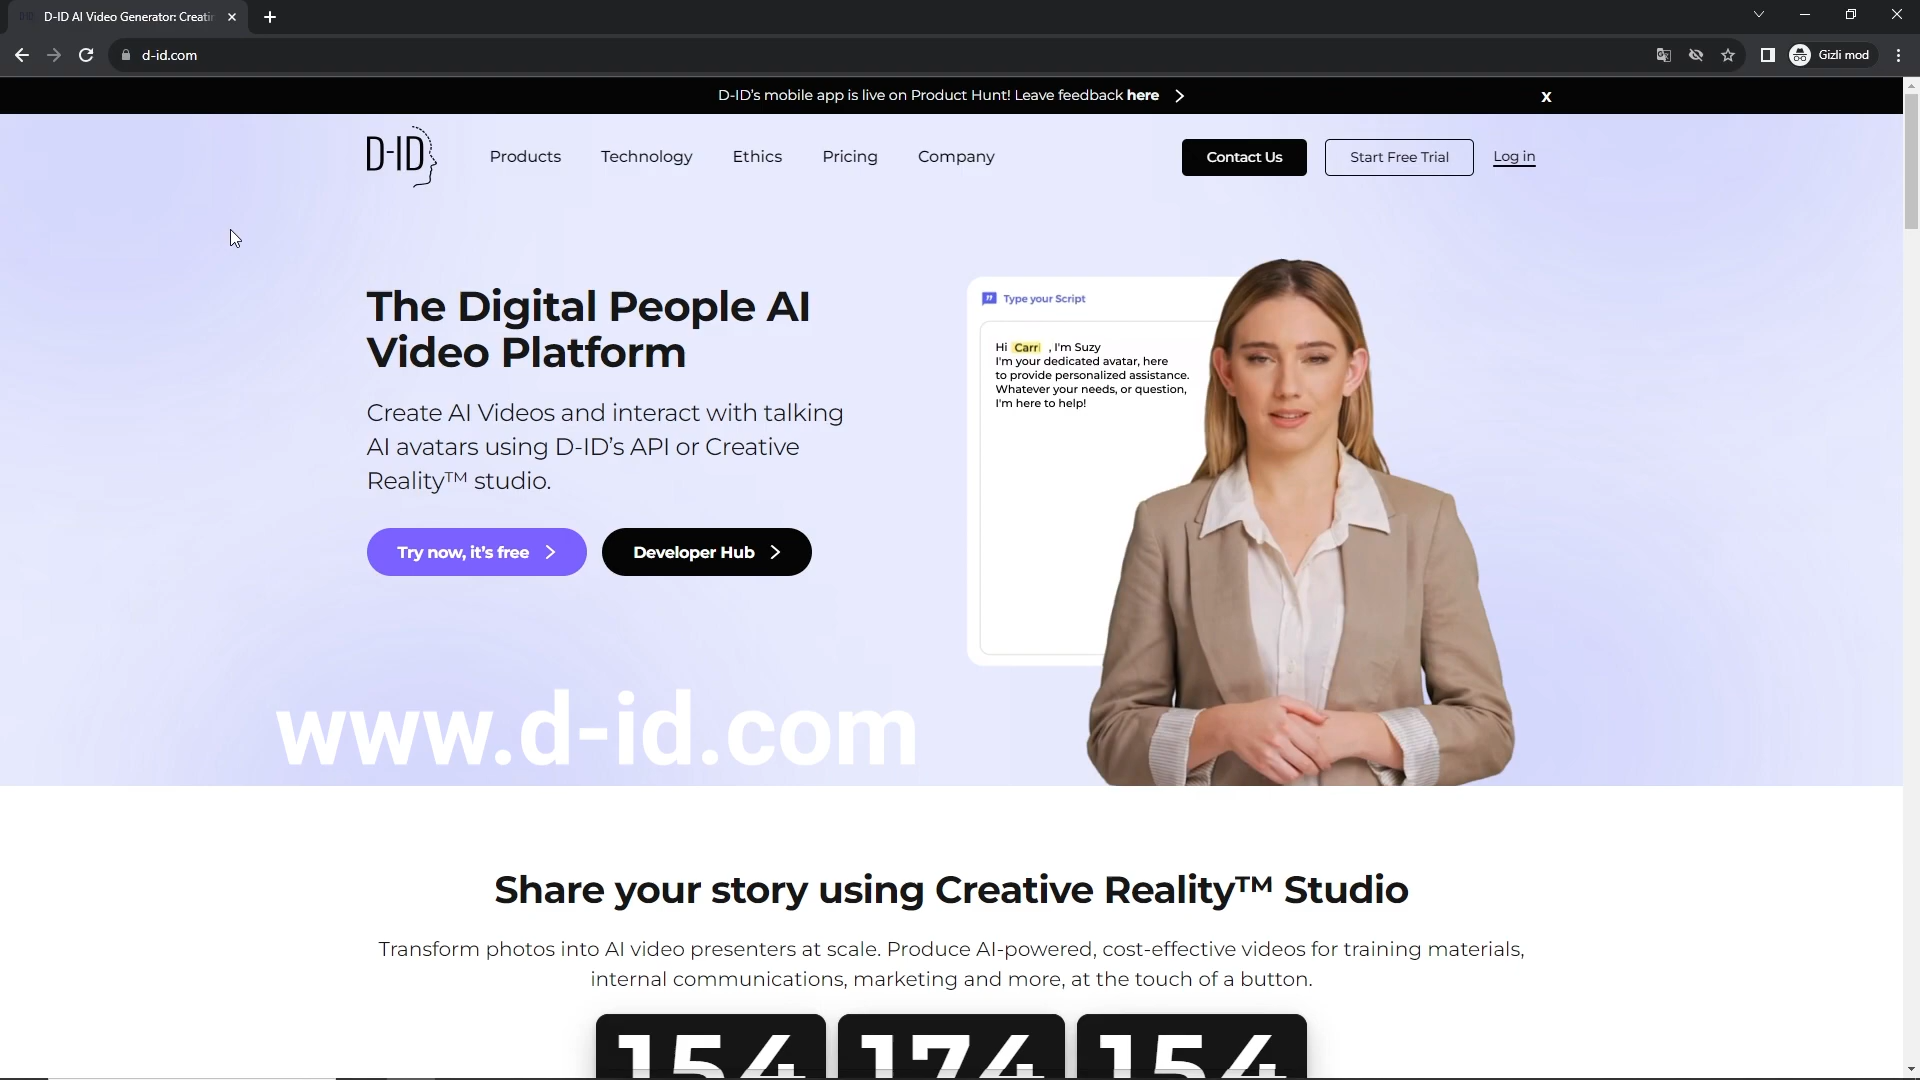 D-ID AI Video Generator: Creatin
d-id.com
Gizli mod
D-ID's mobile app is live on Product Hunt! Leave feedback here
X
D-ID
Products
Technology
Ethics
Pricing
Company
Contact Us
Start Free Trial
Log in
The Digital People AI
Video Platform
Create AI Videos and interact with talking
AI avatars using D-ID’s API or Creative
Reality™ studio.
Try now, it’s free
Developer Hub
Type your Script
Hi Carri , I'm Suzy
I'm your dedicated avatar, here
to provide personalized assistance.
Whatever your needs, or question,
I'm here to help!
www.d-id.com
Share your story using Creative Reality™ Studio
Transform photos into AI video presenters at scale. Produce AI-powered, cost-effective videos for training materials,
internal communications, marketing and more, at the touch of a button.
154
174
154